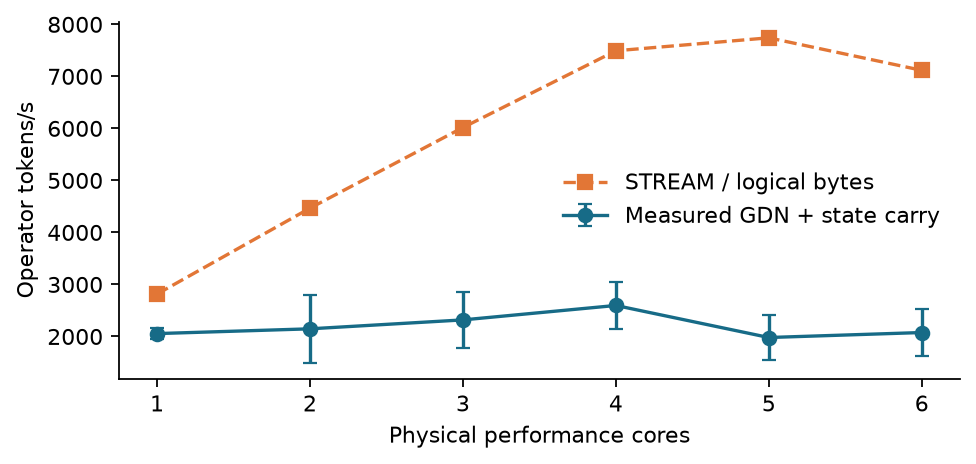 8000
7000
6000
5000
4000
3000
2000
Operator tokens/s
STREAM / logical bytes
Measured GDN + state carry
1 2 3 4 5 6
Physical performance cores